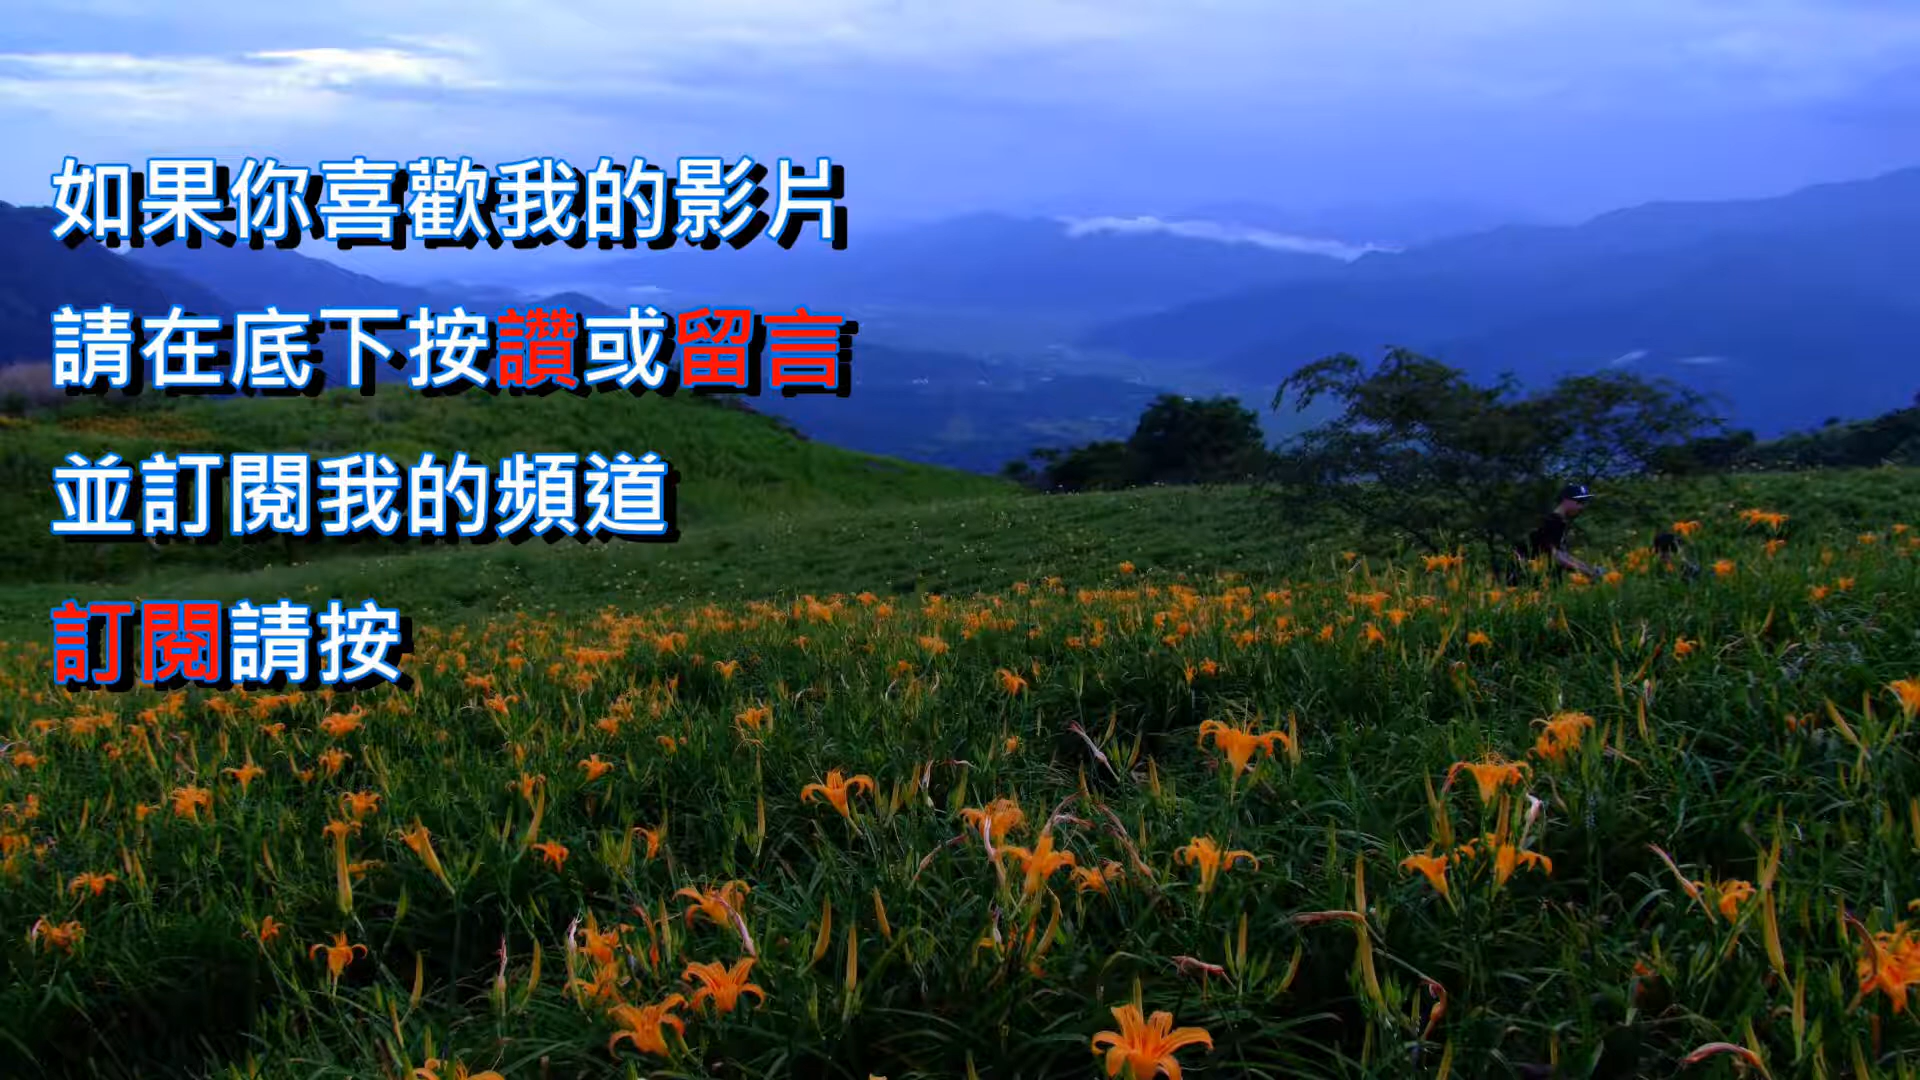 如果你喜歡我的影片
請在底下按讚或留言
並訂閱我的頻道
訂閱請按